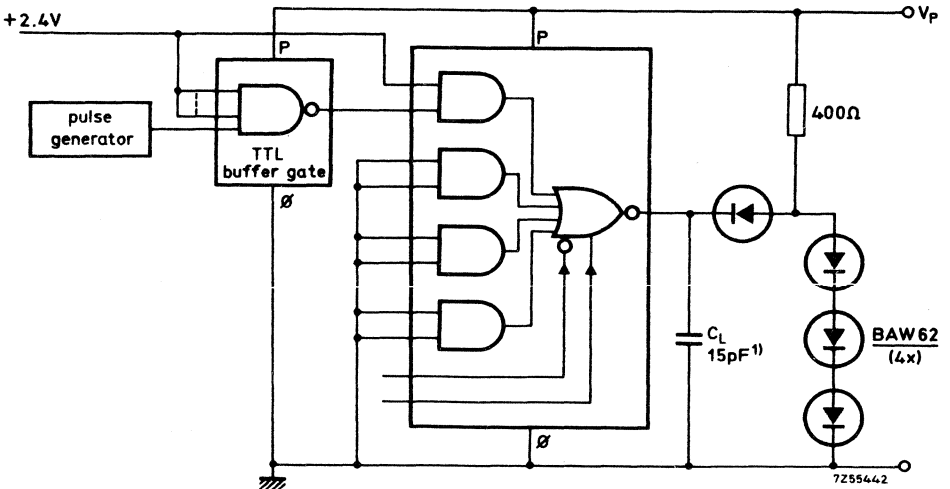 +2.4V
P
P
V_P
pulse
generator
TTL
buffer gate
Ø
400Ω
C_L
15pF¹⁾
BAW62
(4x)
Ø
7Z55442